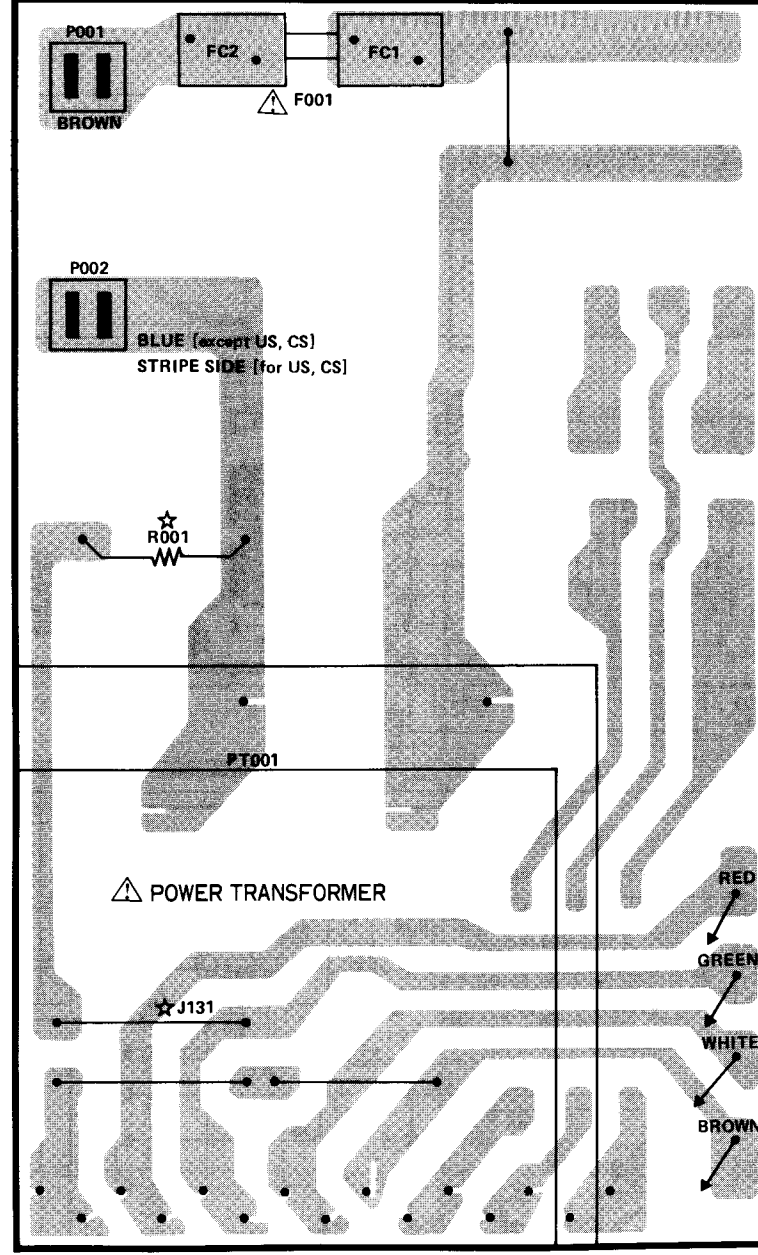 P001
FC2
FC1
⚠ F001
BROWN
P002
BLUE [except US, CS]
STRIPE SIDE [for US, CS]
☆
R001
PT001
⚠ POWER TRANSFORMER
RED
GREEN
☆ J131
WHITE
BROWN